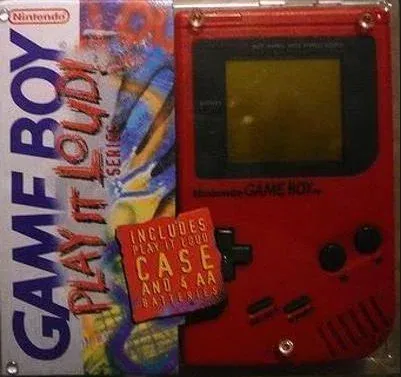 Nintendo
GAME BOY
PLAY IT LOUD!
SERIES
INCLUDES
PLAY IT LOUD
CASE
AND 4 AA
BATTERIES
Nintendo GAME BOY